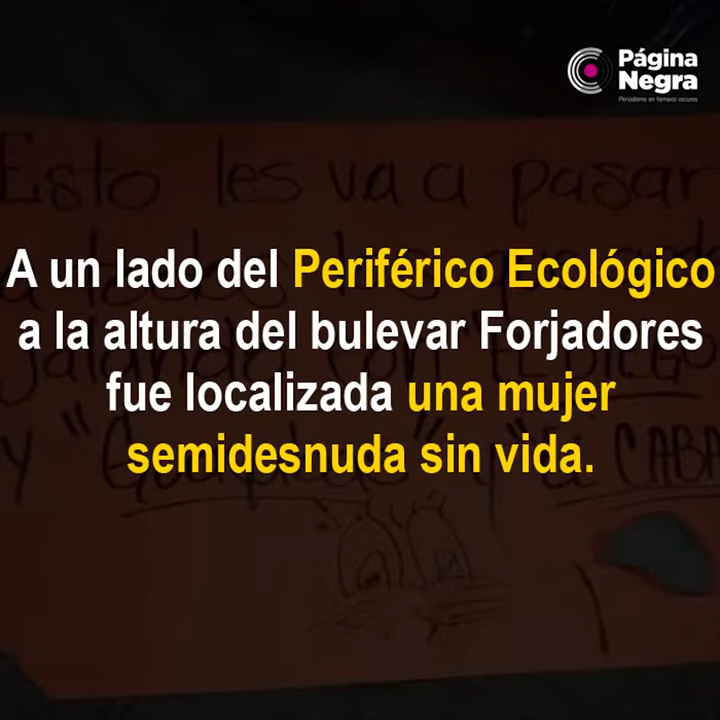 Página
Negra
Periodismo en tiempos oscuros
Esto les va a pasar
A un lado del Periférico Ecológico
a la altura del bulevar Forjadores
fue localizada una mujer
semidesnuda sin vida.
y "
CABA